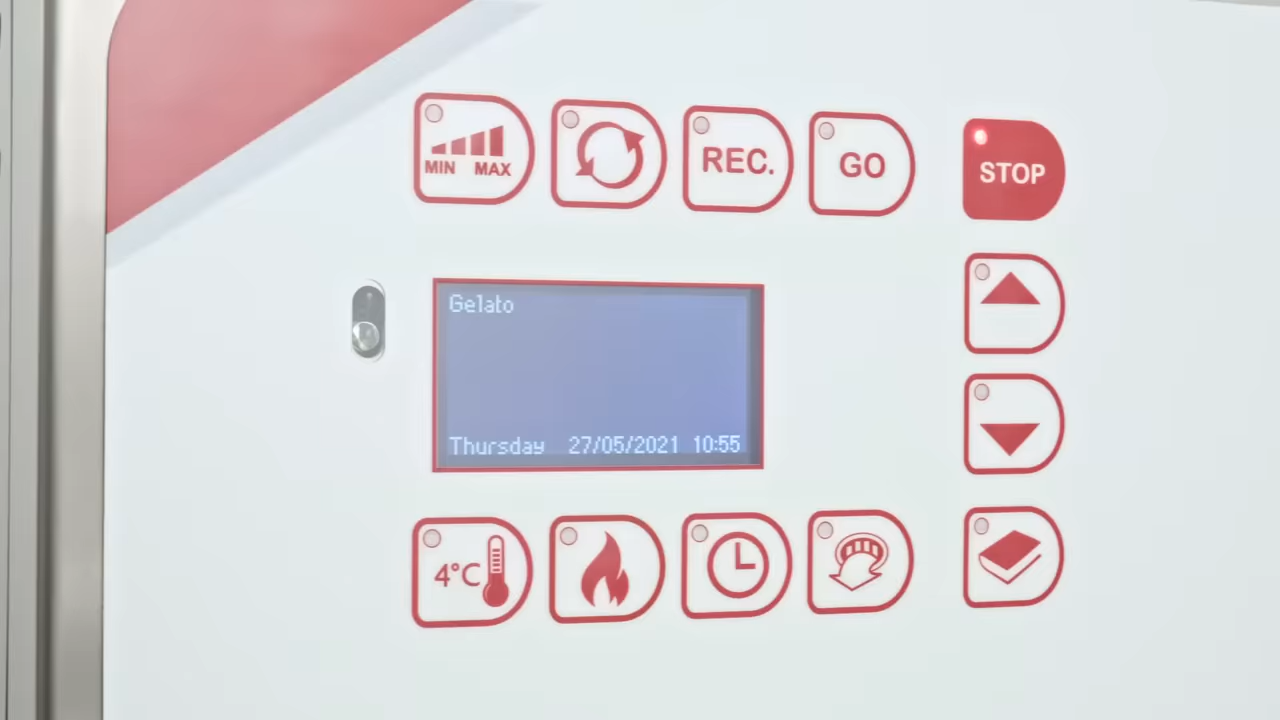 MIN MAX
REC.
GO
STOP
Gelato
Thursday 27/05/2021 10:55
4°C